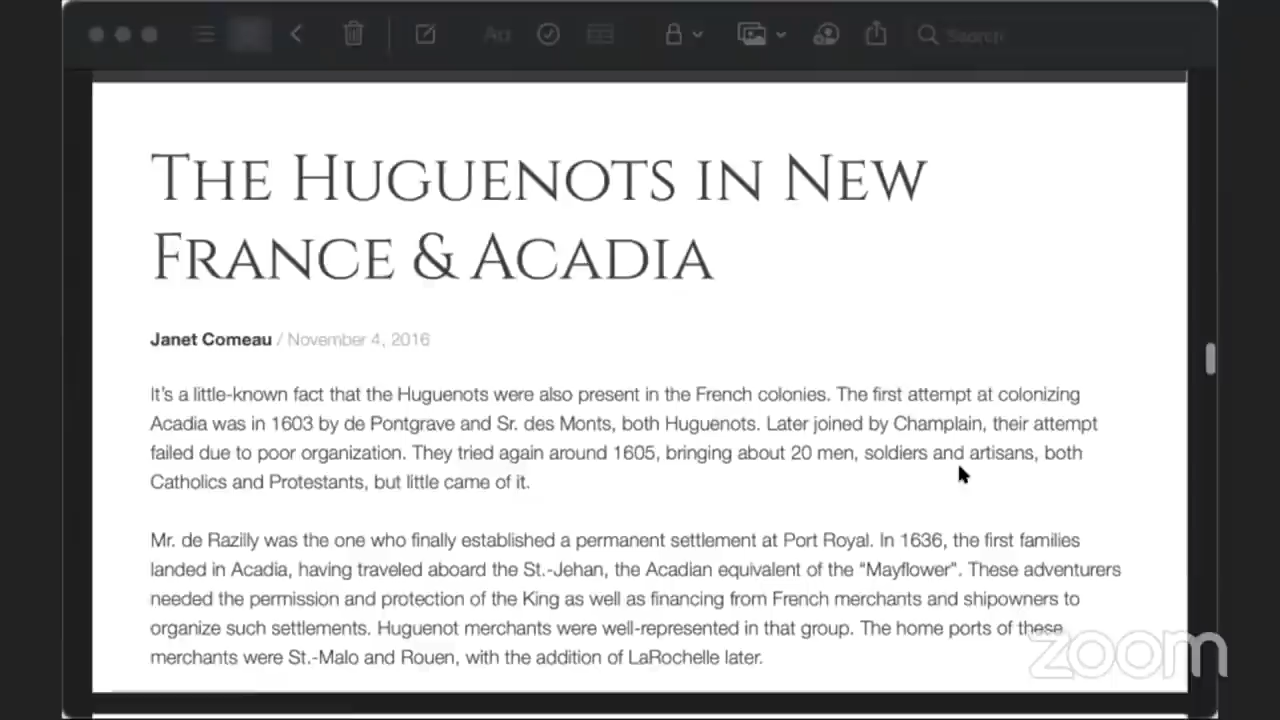 Aa
Search
The Huguenots in New
France & Acadia
Janet Comeau / November 4, 2016
It's a little-known fact that the Huguenots were also present in the French colonies. The first attempt at colonizing
Acadia was in 1603 by de Pontgrave and Sr. des Monts, both Huguenots. Later joined by Champlain, their attempt
failed due to poor organization. They tried again around 1605, bringing about 20 men, soldiers and artisans, both
Catholics and Protestants, but little came of it.
Mr. de Razilly was the one who finally established a permanent settlement at Port Royal. In 1636, the first families
landed in Acadia, having traveled aboard the St.-Jehan, the Acadian equivalent of the "Mayflower". These adventurers
needed the permission and protection of the King as well as financing from French merchants and shipowners to
organize such settlements. Huguenot merchants were well-represented in that group. The home ports of these
merchants were St.-Malo and Rouen, with the addition of LaRochelle later.
zoom